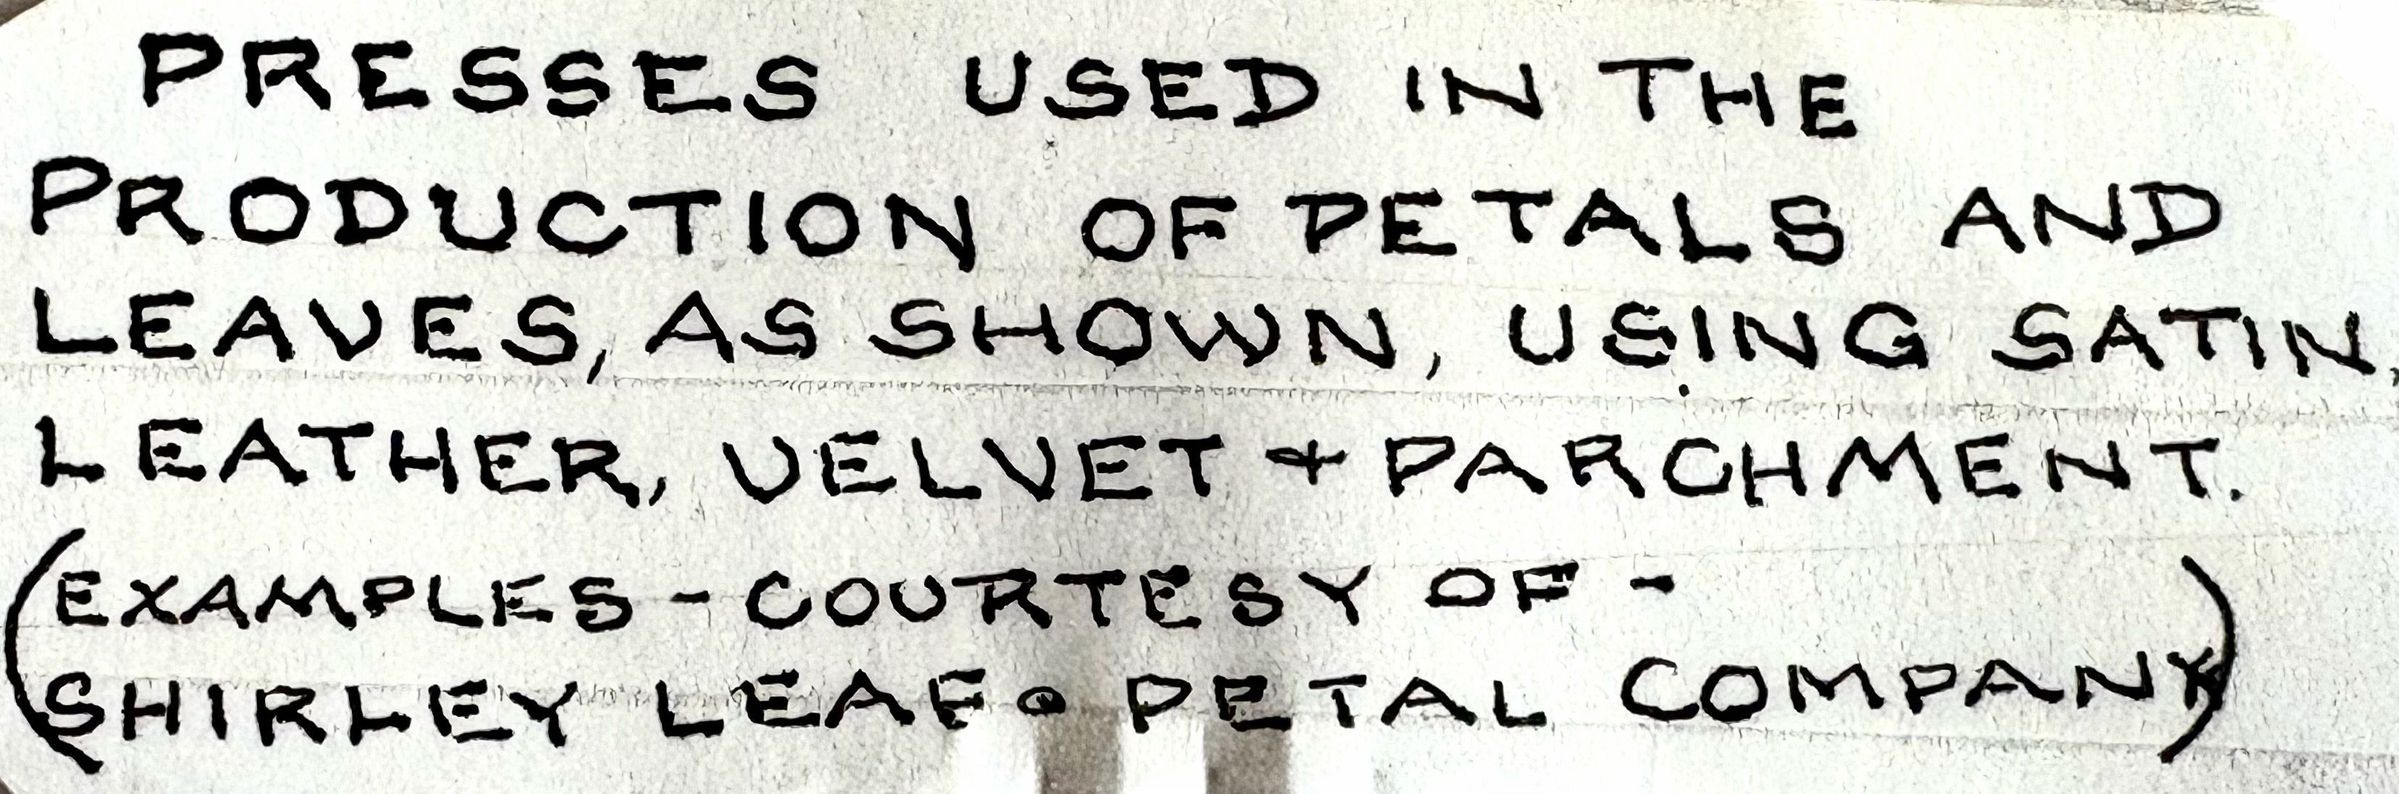 PRESSES USED IN THE
PRODUCTION OF PETALS AND
LEAVES, AS SHOWN, USING SATIN,
LEATHER, VELVET + PARCHMENT.
(EXAMPLES - COURTESY OF -
SHIRLEY LEAF & PETAL COMPANY)